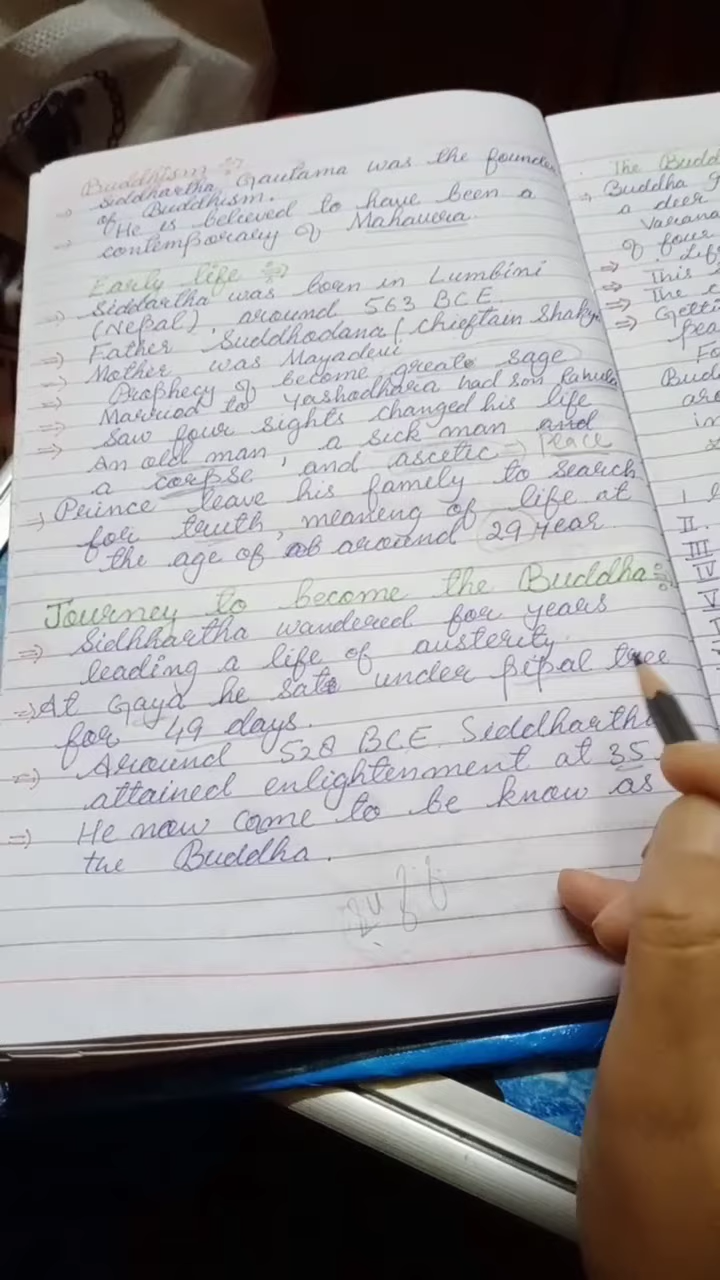 Buddhism
⇒ Siddhartha Gautama was the founder
of Buddhism.
⇒ He is believed to have been a
contemporary of Mahavira.
Early life
⇒ Siddartha was born in Lumbini
(Nepal), around 563 BCE
⇒ Father Suddhodana (Chieftain Shakya
⇒ Mother was Mayadevi
⇒ Prophecy of become greate sage
⇒ Married to Yashodhara had son Rahula
⇒ Saw four sights changed his life
An old man, a sick man and
a corpse, and ascetic → Peace
⇒ Prince leave his family to search
for truth, meaning of life at
the age of around 29 year
Journey to become the Buddha
⇒ Sidhhartha wandered for years
leading a life of austerity.
⇒ At Gaya he sat under pipal tree
for 49 days.
⇒ Around 528 BCE Siddhartha
attained enlightenment at 35.
⇒ He now come to be know as
the Buddha.
The Budd
⇒ Buddha g
a deer
Varana
of four
Lif
⇒ This
⇒ The
⇒ Getti
pea
Fo
Bud
aro
in
I
II.
III
IV
V